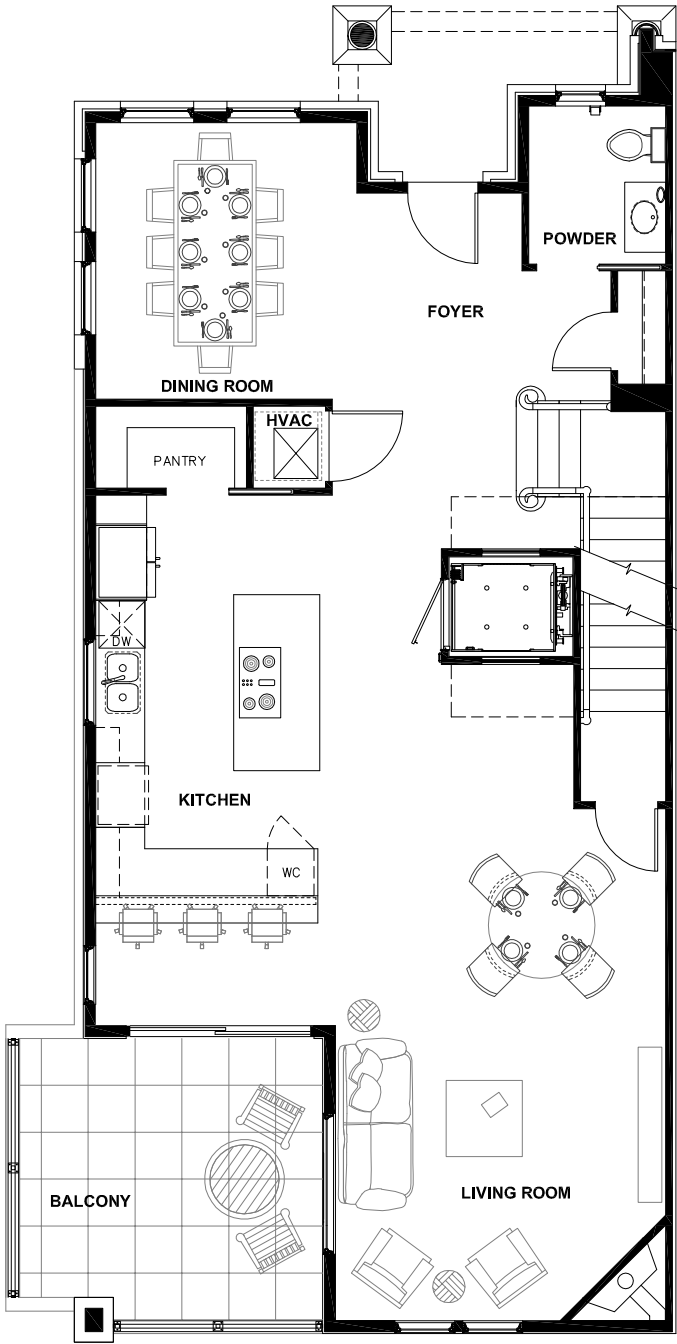 POWDER
FOYER
DINING ROOM
HVAC
PANTRY
DW
KITCHEN
WC
BALCONY
LIVING ROOM